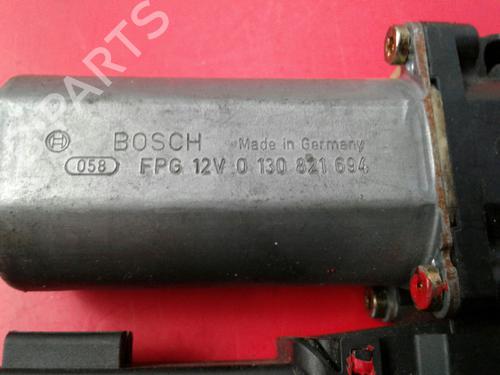 PARTS
BOSCH Made in Germany
058 FPG 12V 0 130 821 694